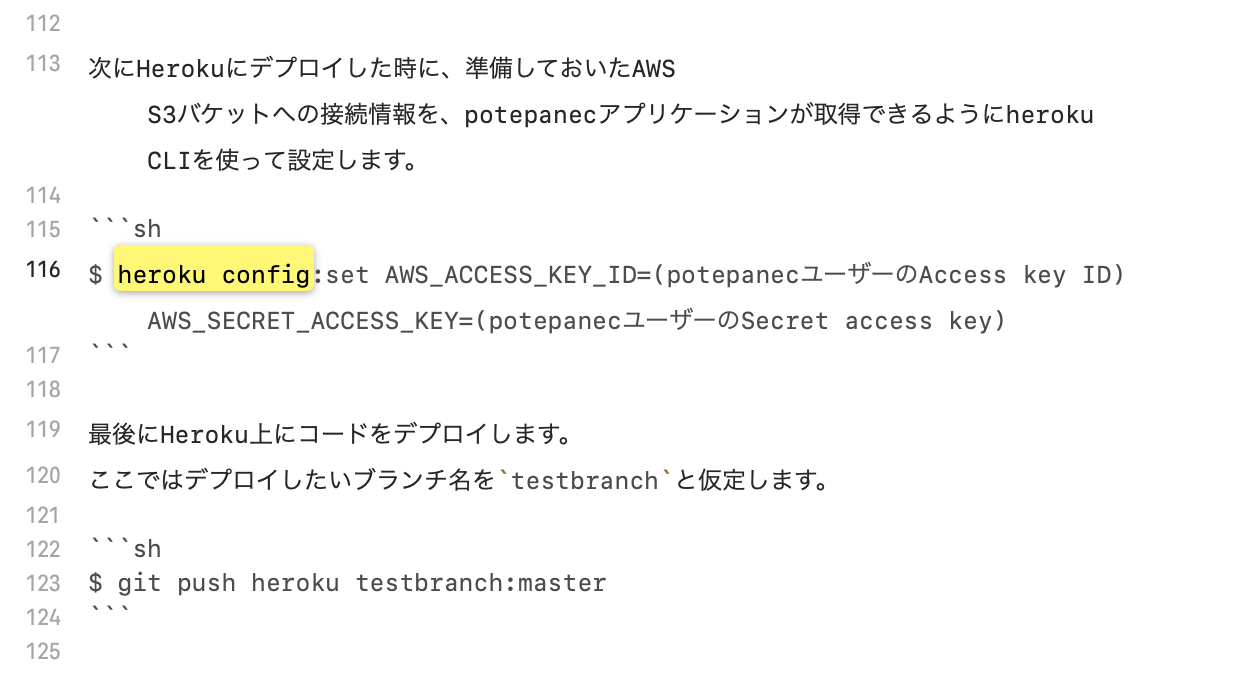 112
113 次にHerokuにデプロイした時に、準備しておいたAWS
S3バケットへの接続情報を、potepanecアプリケーションが取得できるようにheroku
CLIを使って設定します。
114
115 ```sh
116 $ heroku config:set AWS_ACCESS_KEY_ID=(potepanecユーザーのAccess key ID)
AWS_SECRET_ACCESS_KEY=(potepanecユーザーのSecret access key)
117 ```
118
119 最後にHeroku上にコードをデプロイします。
120 ここではデプロイしたいブランチ名を`testbranch`と仮定します。
121
122 ```sh
123 $ git push heroku testbranch:master
124 ```
125